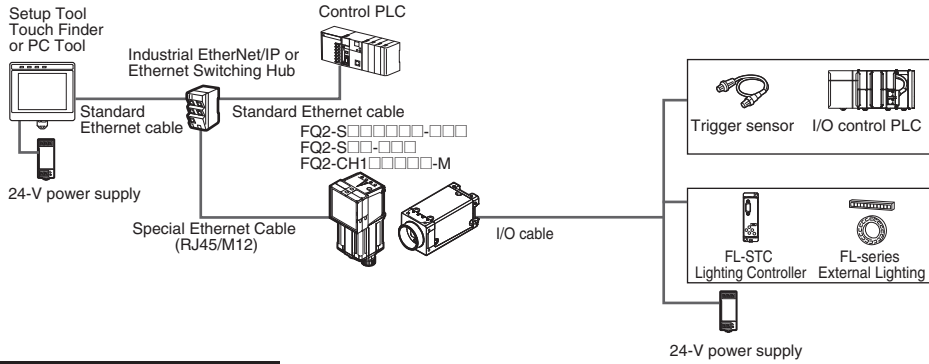 Setup Tool
Touch Finder
or PC Tool
Control PLC
Industrial EtherNet/IP or
Ethernet Switching Hub
Standard
Ethernet cable
Standard Ethernet cable
FQ2-S□□□□□□-□□□
FQ2-S□□-□□□
FQ2-CH1□□□□□-M
24-V power supply
Special Ethernet Cable
(RJ45/M12)
I/O cable
Trigger sensor
I/O control PLC
FL-STC
Lighting Controller
FL-series
External Lighting
24-V power supply